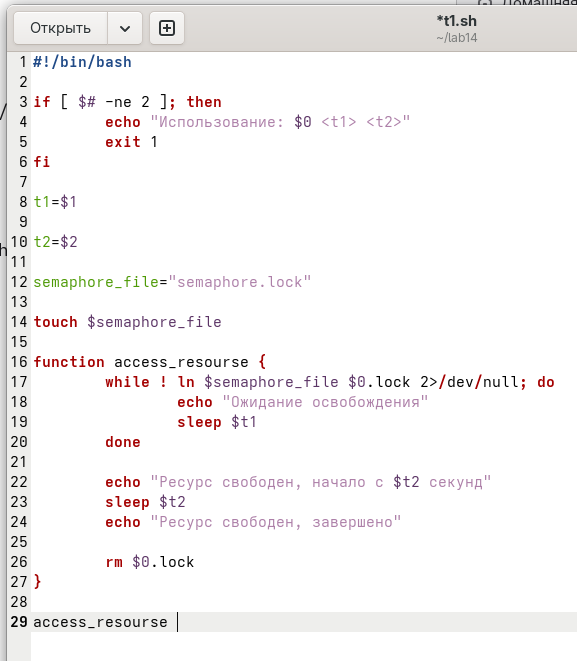 Домашняя
Открыть
*t1.sh
~/lab14
1 #!/bin/bash
2
3 if [ $# -ne 2 ]; then
4 echo "Использование: $0 <t1> <t2>"
5 exit 1
6 fi
7
8 t1=$1
9
10 t2=$2
11
12 semaphore_file="semaphore.lock"
13
14 touch $semaphore_file
15
16 function access_resourse {
17 while ! ln $semaphore_file $0.lock 2>/dev/null; do
18 echo "Ожидание освобождения"
19 sleep $t1
20 done
21
22 echo "Ресурс свободен, начало с $t2 секунд"
23 sleep $t2
24 echo "Ресурс свободен, завершено"
25
26 rm $0.lock
27 }
28
29 access_resourse